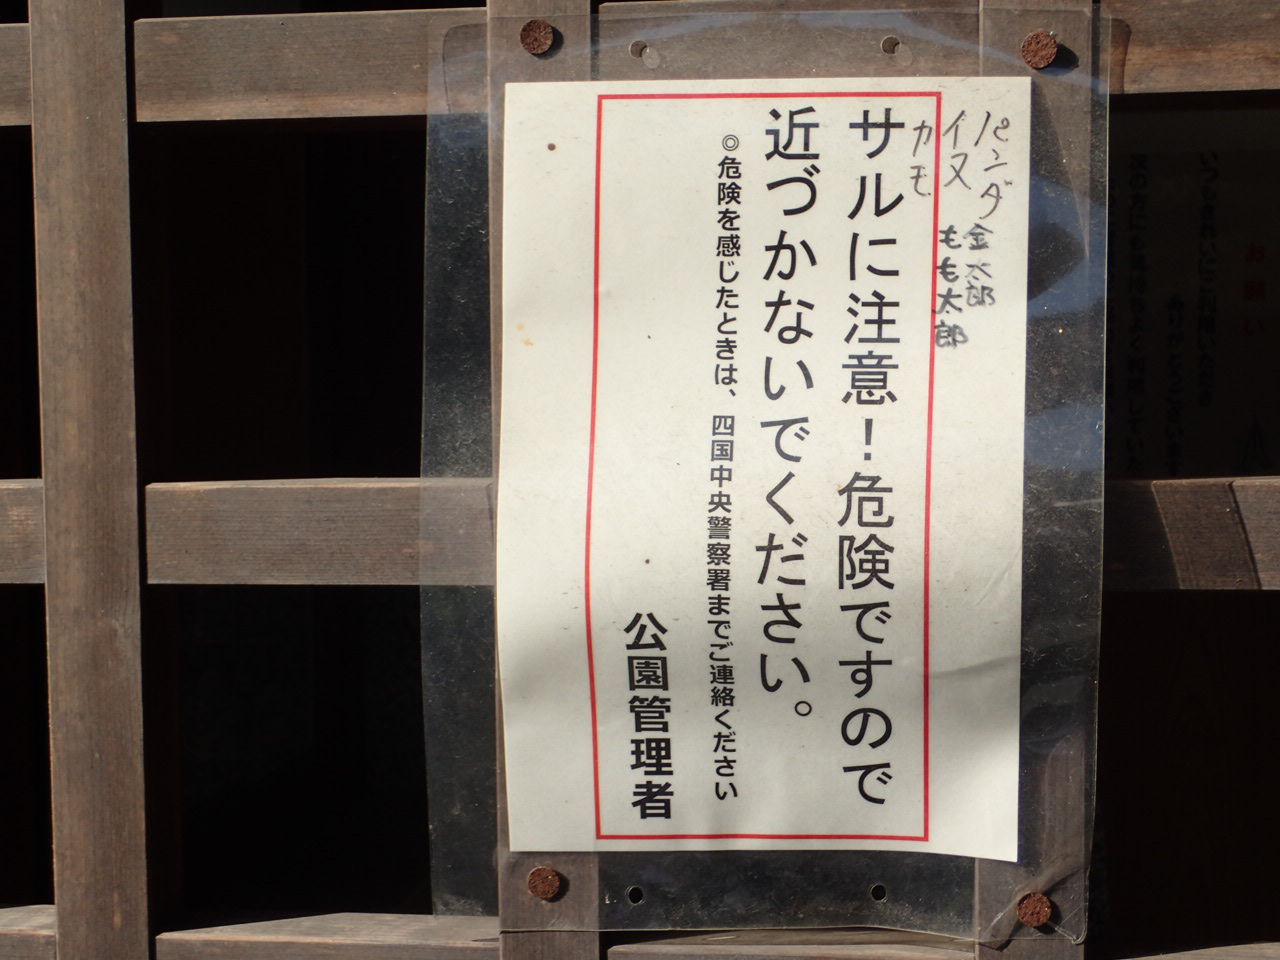 パンダ
金太郎
イヌ
もも太郎
カモ
サルに注意！危険ですので
近づかないでください。
◎危険を感じたときは、四国中央警察署までご連絡ください
公園管理者
お願い